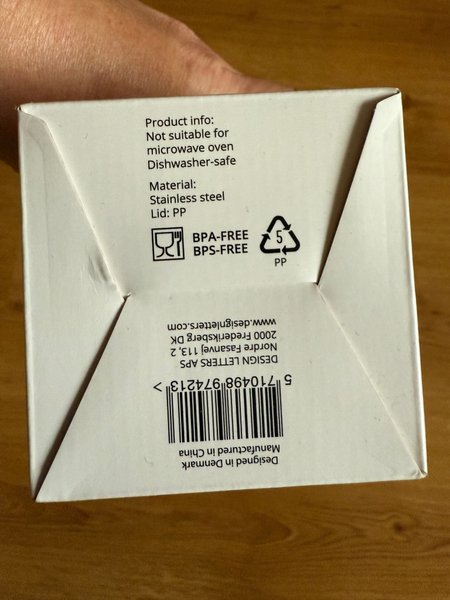 Product info:
Not suitable for
microwave oven
Dishwasher-safe
Material:
Stainless steel
Lid: PP
BPA-FREE
BPS-FREE
5
PP
Designed in Denmark
Manufactured in China
5 710498 974213 >
DESIGN LETTERS APS
Nordre Fasanvej 113, 2
2000 Frederiksberg DK
www.designletters.com